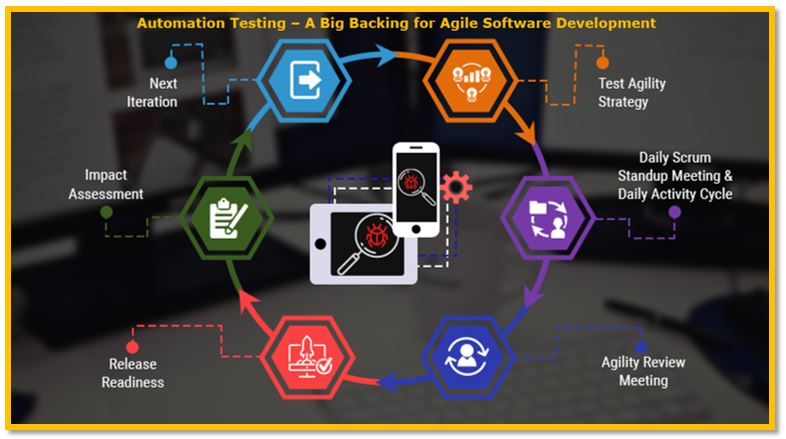 Automation Testing – A Big Backing for Agile Software Development
Next
Iteration
Test Agility
Strategy
Impact
Assessment
Daily Scrum
Standup Meeting &
Daily Activity Cycle
Release
Readiness
Agility Review
Meeting